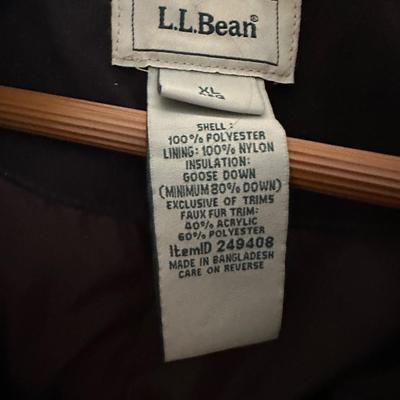 L.L.Bean®
XL
SHELL:
100% POLYESTER
LINING: 100% NYLON
INSULATION:
GOOSE DOWN
(MINIMUM 80% DOWN)
EXCLUSIVE OF TRIMS
FAUX FUR TRIM:
40% ACRYLIC
60% POLYESTER
ItemID 249408
MADE IN BANGLADESH
CARE ON REVERSE